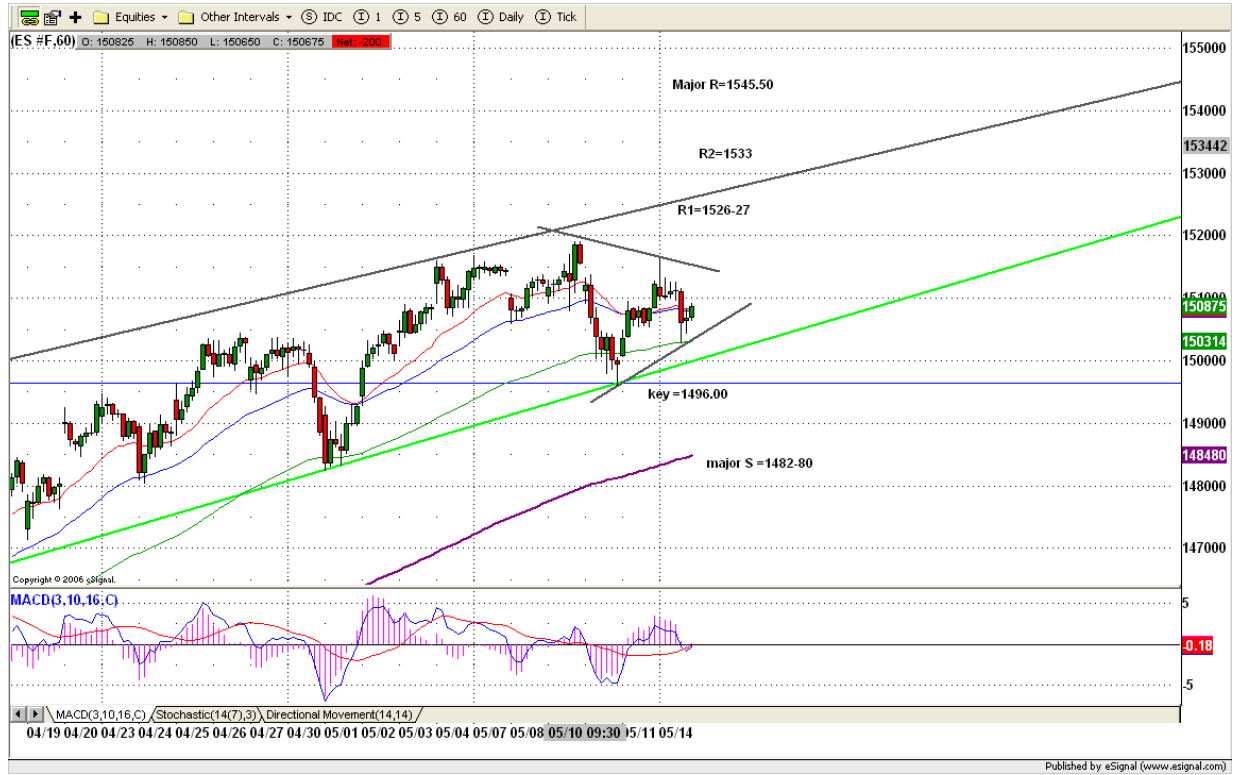 Equities Other Intervals S IDC I 1 I 5 I 60 I Daily I Tick
(ES #F,60) O: 150825 H: 150850 L: 150650 C: 150675 Net: -200
155000
Major R=1545.50
154000
153442
R2=1533
153000
R1=1526-27
152000
150875
150314
150000
key =1496.00
149000
major S =1482-80
148480
148000
147000
Copyright © 2006 eSignal.
MACD(3,10,16,C)
5
-0.18
-5
MACD(3,10,16,C) Stochastic(14(7),3) Directional Movement(14,14)
04/19 04/20 04/23 04/24 04/25 04/26 04/27 04/30 05/01 05/02 05/03 05/04 05/07 05/08 05/10 09:30 05/11 05/14
Published by eSignal (www.esignal.com)